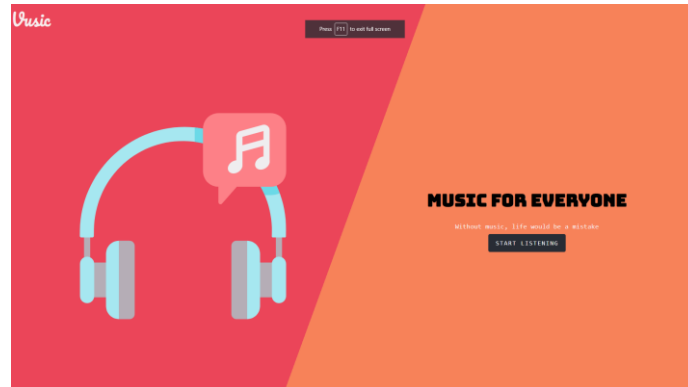 Vusic
Press F11 to exit full screen
MUSIC FOR EVERYONE
Without music, life would be a mistake
START LISTENING